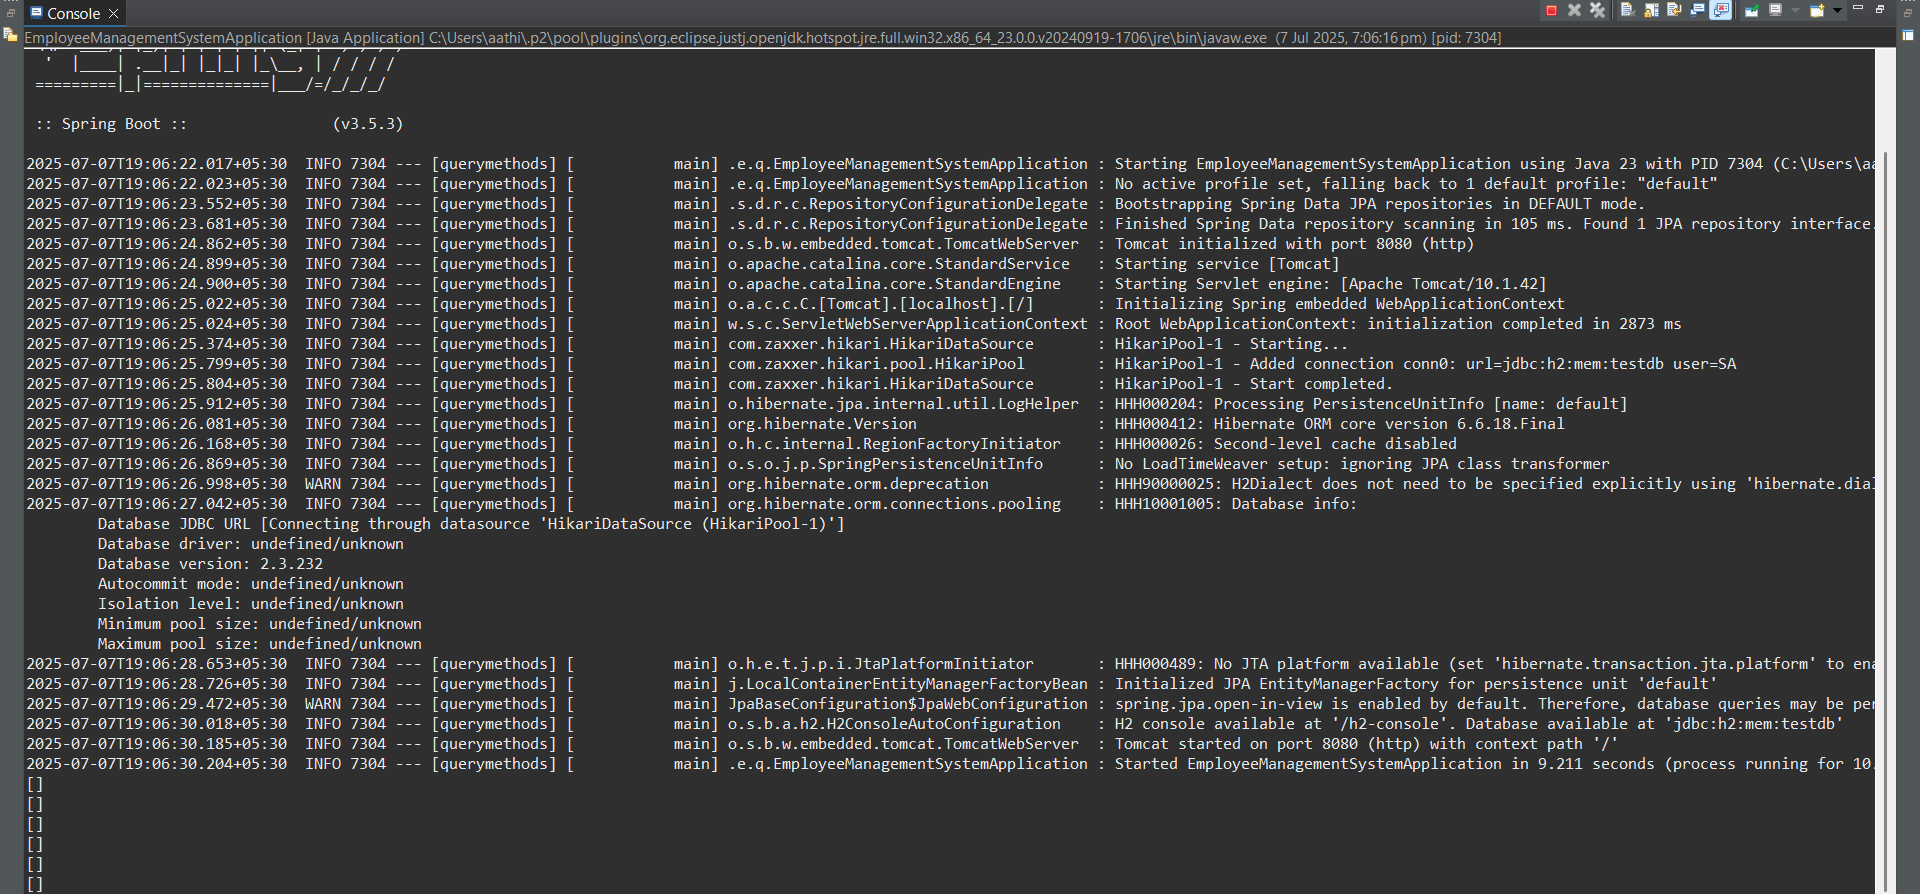 Console
EmployeeManagementSystemApplication [Java Application] C:\Users\aathi\.p2\pool\plugins\org.eclipse.justj.openjdk.hotspot.jre.full.win32.x86_64_23.0.0.v20240919-1706\jre\bin\javaw.exe (7 Jul 2025, 7:06:16 pm) [pid: 7304]
  '  |____| .__|_| |_|_| |_\__, | / / / /
 =========|_|==============|___/=/_/_/_/
 :: Spring Boot ::                (v3.5.3)
2025-07-07T19:06:22.017+05:30  INFO 7304 --- [querymethods] [           main] .e.q.EmployeeManagementSystemApplication : Starting EmployeeManagementSystemApplication using Java 23 with PID 7304 (C:\Users\aa
2025-07-07T19:06:22.023+05:30  INFO 7304 --- [querymethods] [           main] .e.q.EmployeeManagementSystemApplication : No active profile set, falling back to 1 default profile: "default"
2025-07-07T19:06:23.552+05:30  INFO 7304 --- [querymethods] [           main] .s.d.r.c.RepositoryConfigurationDelegate : Bootstrapping Spring Data JPA repositories in DEFAULT mode.
2025-07-07T19:06:23.681+05:30  INFO 7304 --- [querymethods] [           main] .s.d.r.c.RepositoryConfigurationDelegate : Finished Spring Data repository scanning in 105 ms. Found 1 JPA repository interface.
2025-07-07T19:06:24.862+05:30  INFO 7304 --- [querymethods] [           main] o.s.b.w.embedded.tomcat.TomcatWebServer  : Tomcat initialized with port 8080 (http)
2025-07-07T19:06:24.899+05:30  INFO 7304 --- [querymethods] [           main] o.apache.catalina.core.StandardService   : Starting service [Tomcat]
2025-07-07T19:06:24.900+05:30  INFO 7304 --- [querymethods] [           main] o.apache.catalina.core.StandardEngine    : Starting Servlet engine: [Apache Tomcat/10.1.42]
2025-07-07T19:06:25.022+05:30  INFO 7304 --- [querymethods] [           main] o.a.c.c.C.[Tomcat].[localhost].[/]       : Initializing Spring embedded WebApplicationContext
2025-07-07T19:06:25.024+05:30  INFO 7304 --- [querymethods] [           main] w.s.c.ServletWebServerApplicationContext : Root WebApplicationContext: initialization completed in 2873 ms
2025-07-07T19:06:25.374+05:30  INFO 7304 --- [querymethods] [           main] com.zaxxer.hikari.HikariDataSource       : HikariPool-1 - Starting...
2025-07-07T19:06:25.799+05:30  INFO 7304 --- [querymethods] [           main] com.zaxxer.hikari.pool.HikariPool        : HikariPool-1 - Added connection conn0: url=jdbc:h2:mem:testdb user=SA
2025-07-07T19:06:25.804+05:30  INFO 7304 --- [querymethods] [           main] com.zaxxer.hikari.HikariDataSource       : HikariPool-1 - Start completed.
2025-07-07T19:06:25.912+05:30  INFO 7304 --- [querymethods] [           main] o.hibernate.jpa.internal.util.LogHelper  : HHH000204: Processing PersistenceUnitInfo [name: default]
2025-07-07T19:06:26.081+05:30  INFO 7304 --- [querymethods] [           main] org.hibernate.Version                    : HHH000412: Hibernate ORM core version 6.6.18.Final
2025-07-07T19:06:26.168+05:30  INFO 7304 --- [querymethods] [           main] o.h.c.internal.RegionFactoryInitiator    : HHH000026: Second-level cache disabled
2025-07-07T19:06:26.869+05:30  INFO 7304 --- [querymethods] [           main] o.s.o.j.p.SpringPersistenceUnitInfo      : No LoadTimeWeaver setup: ignoring JPA class transformer
2025-07-07T19:06:26.998+05:30  WARN 7304 --- [querymethods] [           main] org.hibernate.orm.deprecation            : HHH90000025: H2Dialect does not need to be specified explicitly using 'hibernate.dial
2025-07-07T19:06:27.042+05:30  INFO 7304 --- [querymethods] [           main] org.hibernate.orm.connections.pooling    : HHH10001005: Database info:
        Database JDBC URL [Connecting through datasource 'HikariDataSource (HikariPool-1)']
        Database driver: undefined/unknown
        Database version: 2.3.232
        Autocommit mode: undefined/unknown
        Isolation level: undefined/unknown
        Minimum pool size: undefined/unknown
        Maximum pool size: undefined/unknown
2025-07-07T19:06:28.653+05:30  INFO 7304 --- [querymethods] [           main] o.h.e.t.j.p.i.JtaPlatformInitiator       : HHH000489: No JTA platform available (set 'hibernate.transaction.jta.platform' to ena
2025-07-07T19:06:28.726+05:30  INFO 7304 --- [querymethods] [           main] j.LocalContainerEntityManagerFactoryBean : Initialized JPA EntityManagerFactory for persistence unit 'default'
2025-07-07T19:06:29.472+05:30  WARN 7304 --- [querymethods] [           main] JpaBaseConfiguration$JpaWebConfiguration : spring.jpa.open-in-view is enabled by default. Therefore, database queries may be per
2025-07-07T19:06:30.018+05:30  INFO 7304 --- [querymethods] [           main] o.s.b.a.h2.H2ConsoleAutoConfiguration    : H2 console available at '/h2-console'. Database available at 'jdbc:h2:mem:testdb'
2025-07-07T19:06:30.185+05:30  INFO 7304 --- [querymethods] [           main] o.s.b.w.embedded.tomcat.TomcatWebServer  : Tomcat started on port 8080 (http) with context path '/'
2025-07-07T19:06:30.204+05:30  INFO 7304 --- [querymethods] [           main] .e.q.EmployeeManagementSystemApplication : Started EmployeeManagementSystemApplication in 9.211 seconds (process running for 10.
[]
[]
[]
[]
[]
[]